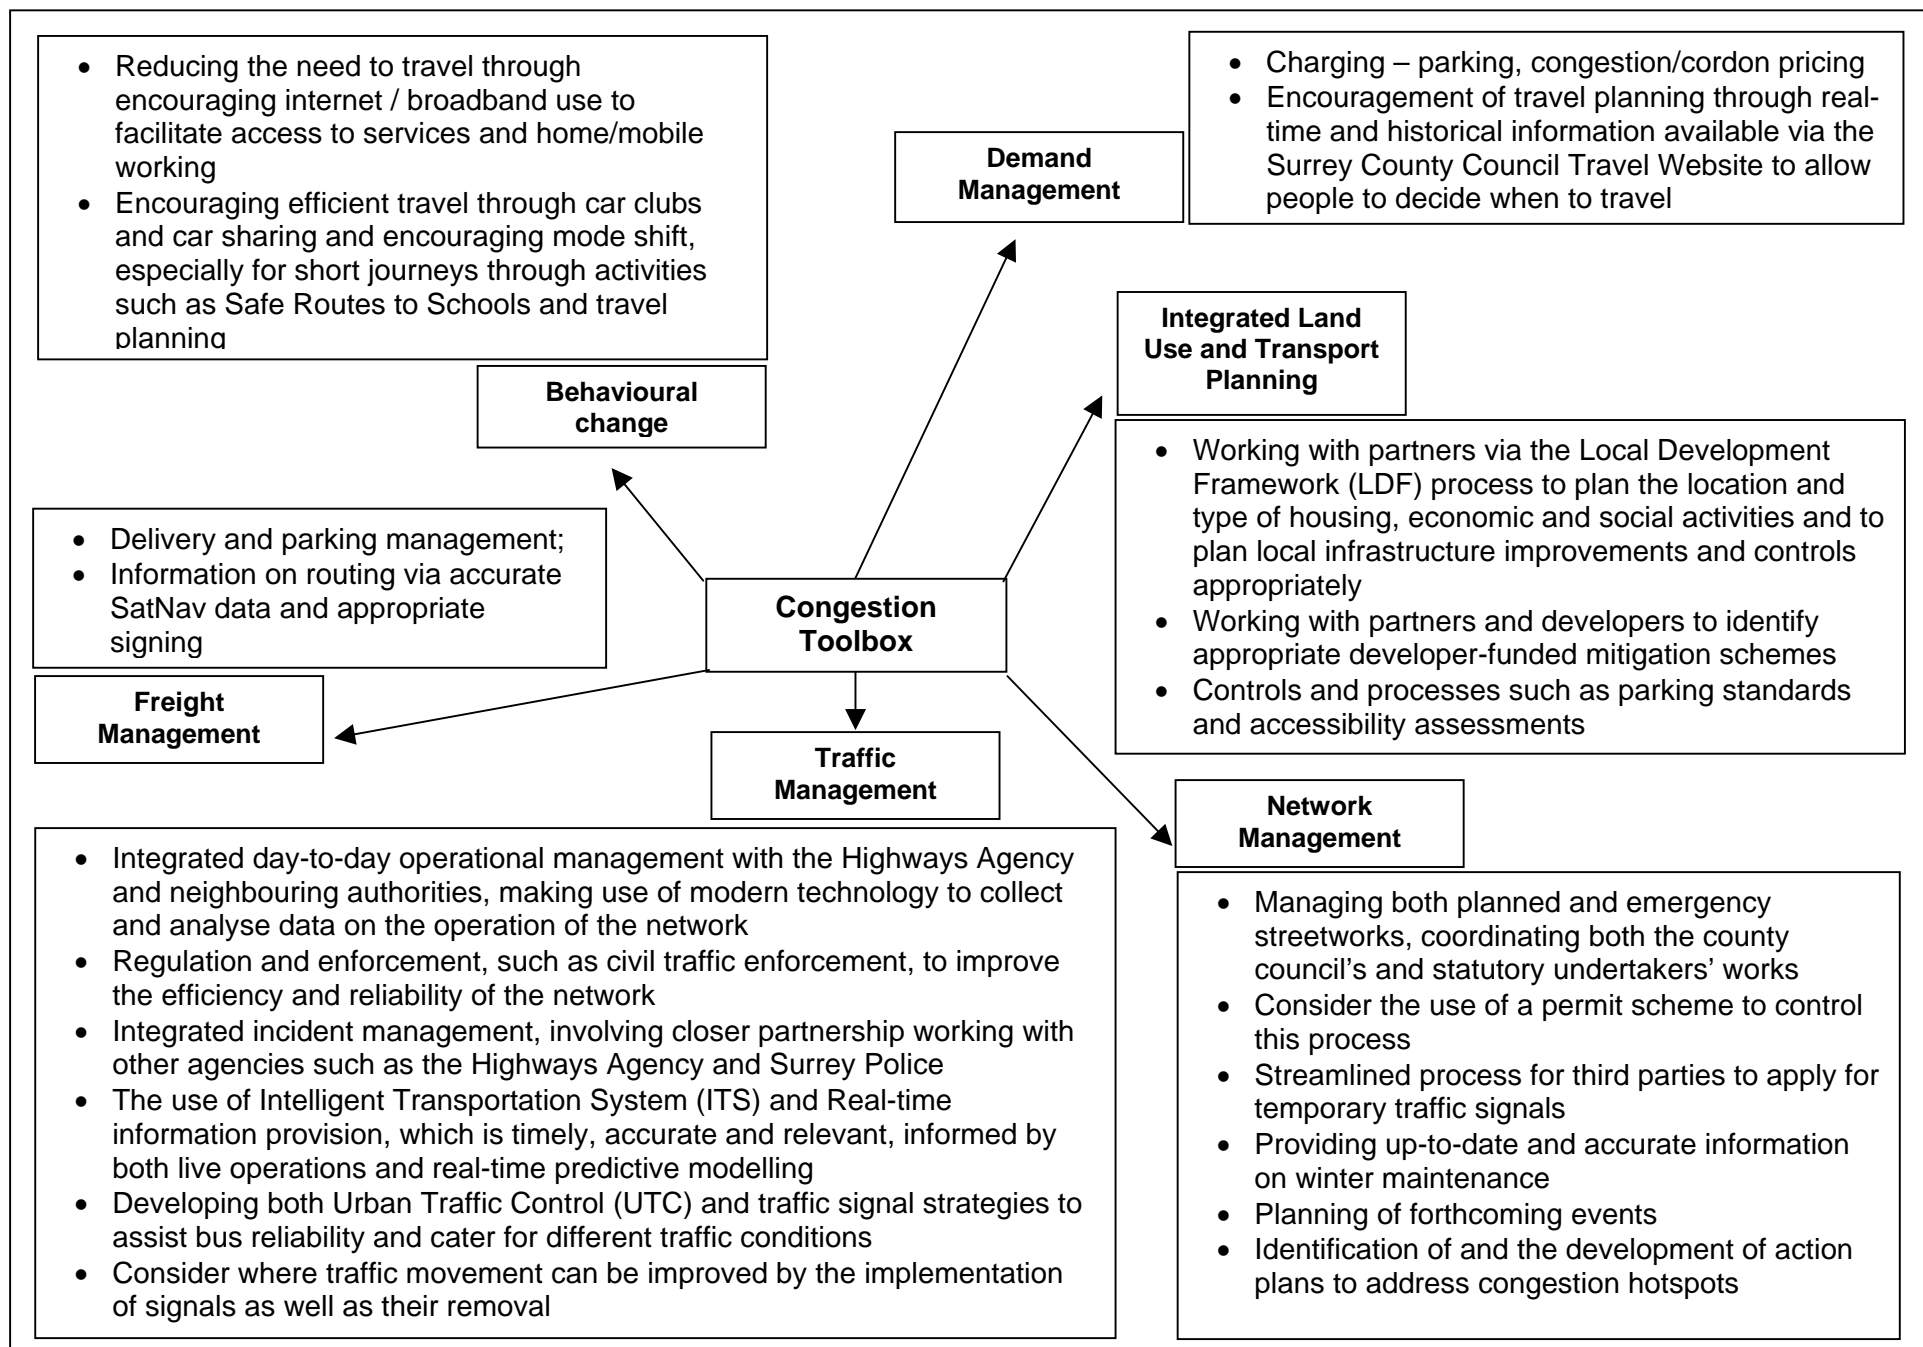 • Reducing the need to travel through
encouraging internet / broadband use to
facilitate access to services and home/mobile
working
• Encouraging efficient travel through car clubs
and car sharing and encouraging mode shift,
especially for short journeys through activities
such as Safe Routes to Schools and travel
planning
Behavioural
change
Demand
Management
• Charging – parking, congestion/cordon pricing
• Encouragement of travel planning through real-
time and historical information available via the
Surrey County Council Travel Website to allow
people to decide when to travel
Integrated Land
Use and Transport
Planning
• Working with partners via the Local Development
Framework (LDF) process to plan the location and
type of housing, economic and social activities and to
plan local infrastructure improvements and controls
appropriately
• Working with partners and developers to identify
appropriate developer-funded mitigation schemes
• Controls and processes such as parking standards
and accessibility assessments
• Delivery and parking management;
• Information on routing via accurate
SatNav data and appropriate
signing
Freight
Management
Congestion
Toolbox
Traffic
Management
• Integrated day-to-day operational management with the Highways Agency
and neighbouring authorities, making use of modern technology to collect
and analyse data on the operation of the network
• Regulation and enforcement, such as civil traffic enforcement, to improve
the efficiency and reliability of the network
• Integrated incident management, involving closer partnership working with
other agencies such as the Highways Agency and Surrey Police
• The use of Intelligent Transportation System (ITS) and Real-time
information provision, which is timely, accurate and relevant, informed by
both live operations and real-time predictive modelling
• Developing both Urban Traffic Control (UTC) and traffic signal strategies to
assist bus reliability and cater for different traffic conditions
• Consider where traffic movement can be improved by the implementation
of signals as well as their removal
Network
Management
• Managing both planned and emergency
streetworks, coordinating both the county
council’s and statutory undertakers’ works
• Consider the use of a permit scheme to control
this process
• Streamlined process for third parties to apply for
temporary traffic signals
• Providing up-to-date and accurate information
on winter maintenance
• Planning of forthcoming events
• Identification of and the development of action
plans to address congestion hotspots